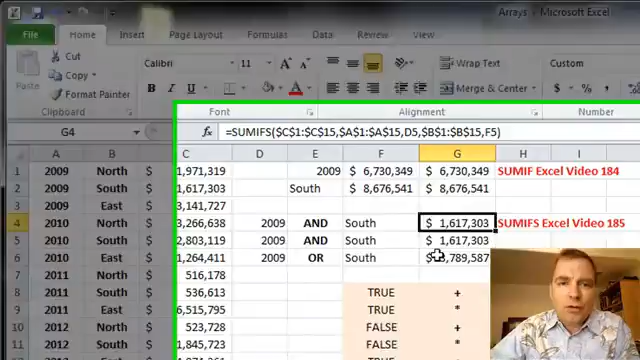 Arrays - Microsoft Excel
File Home Insert Page Layout Formulas Data Review View
Cut
Copy
Format Painter
Clipboard
Calibri 11
Wrap Text
Merge & Center
Custom
Font Alignment Number
G4 fx =SUMIFS($C$1:$C$15,$A$1:$A$15,D5,$B$1:$B$15,F5)
A B C D E F G H I
1 2009 North $ 1,971,319 2009 $ 6,730,349 $ 6,730,349 SUMIF Excel Video 184
2 2009 South $ 1,617,303 South $ 8,676,541 $ 8,676,541
3 2009 East $ 3,141,727
4 2010 North $ 3,266,638 2009 AND South $ 1,617,303 SUMIFS Excel Video 185
5 2010 South $ 2,803,119 2009 AND South $ 1,617,303
6 2010 East $ 1,264,411 2009 OR South $ ,789,587
7 2011 North $ 516,178
8 2011 South $ 536,613 TRUE +
9 2011 East $ 6,515,795 TRUE *
10 2012 North $ 523,728 FALSE +
11 2012 South $ 1,845,723 FALSE *